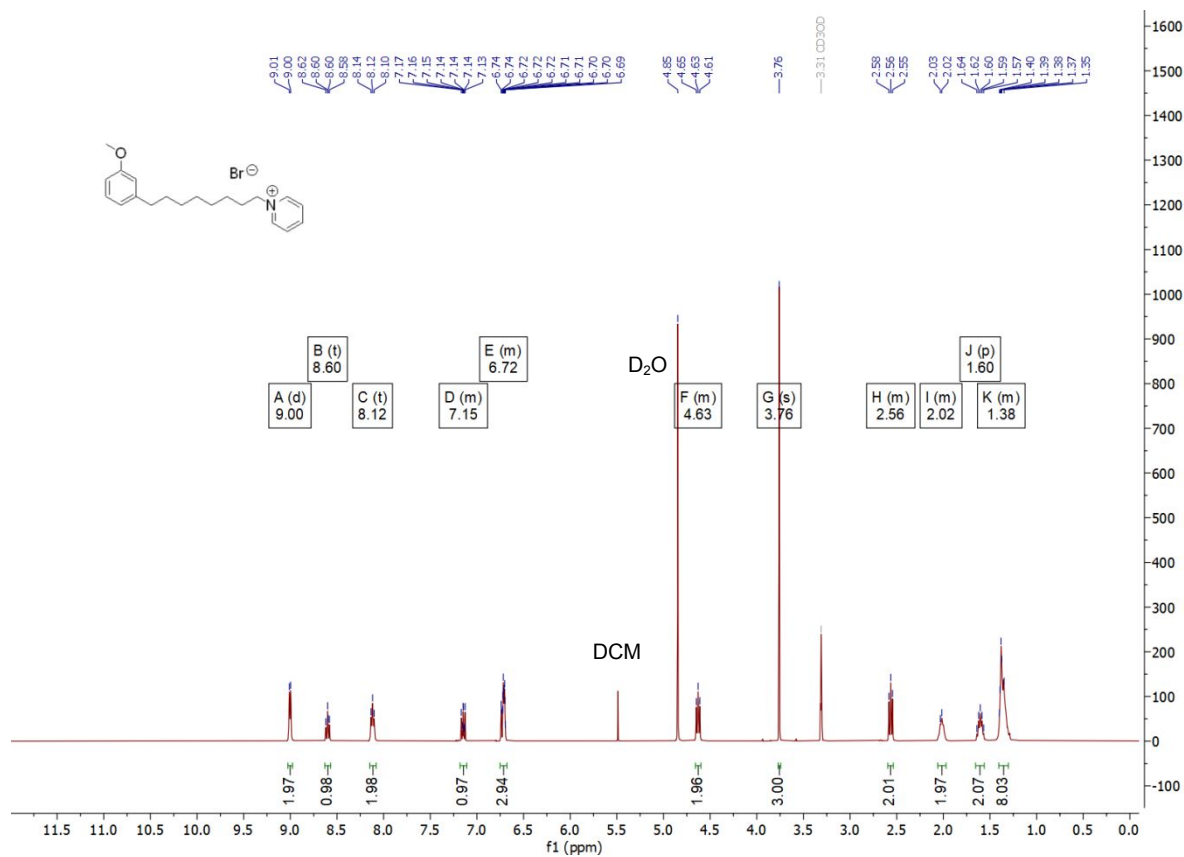 9.01 9.00 8.62 8.60 8.60 8.58 8.14 8.12 8.10 7.17 7.16 7.15 7.14 7.14 7.14 7.13 6.74 6.74 6.72 6.72 6.72 6.71 6.71 6.70 6.70 6.69 4.85 4.65 4.63 4.61 3.76 3.31 CD3OD 2.58 2.56 2.55 2.03 2.02 1.64 1.62 1.60 1.59 1.57 1.40 1.39 1.38 1.37 1.35
O
Br⊖
+
N
B (t)
8.60
E (m)
6.72
J (p)
1.60
D₂O
A (d)
9.00
C (t)
8.12
D (m)
7.15
F (m)
4.63
G (s)
3.76
H (m)
2.56
I (m)
2.02
K (m)
1.38
DCM
1.97 0.98 1.98 0.97 2.94 1.96 3.00 2.01 1.97 2.07 8.03
11.5 11.0 10.5 10.0 9.5 9.0 8.5 8.0 7.5 7.0 6.5 6.0 5.5 5.0 4.5 4.0 3.5 3.0 2.5 2.0 1.5 1.0 0.5 0.0
f1 (ppm)
1600
1500
1400
1300
1200
1100
1000
900
800
700
600
500
400
300
200
100
0
-100